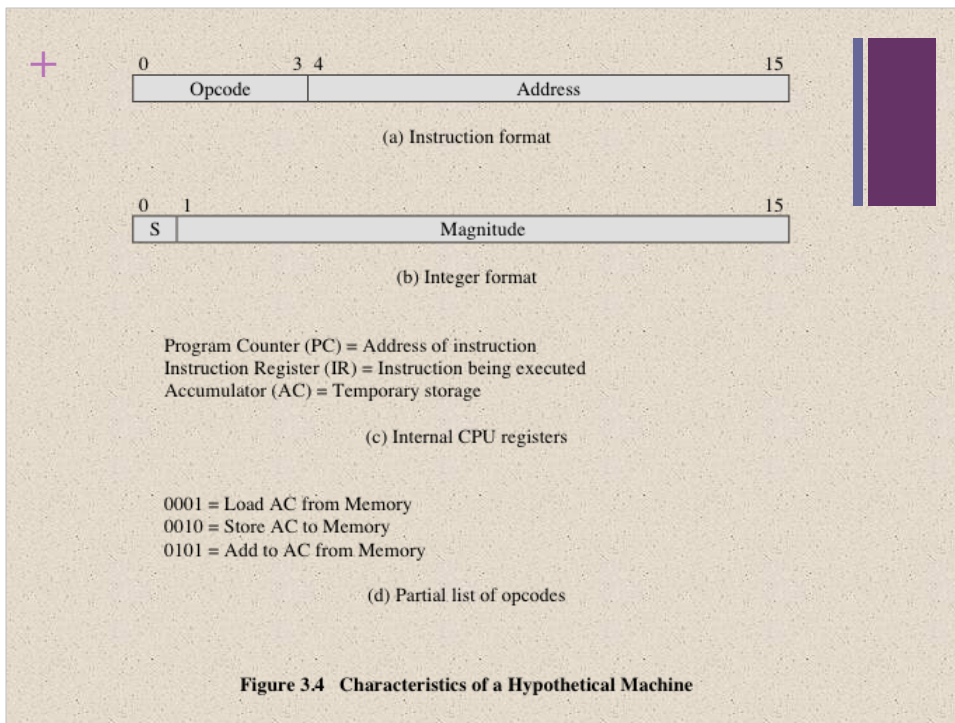 +
0 3 4 15
Opcode Address
(a) Instruction format
0 1 15
S Magnitude
(b) Integer format
Program Counter (PC) = Address of instruction
Instruction Register (IR) = Instruction being executed
Accumulator (AC) = Temporary storage
(c) Internal CPU registers
0001 = Load AC from Memory
0010 = Store AC to Memory
0101 = Add to AC from Memory
(d) Partial list of opcodes
Figure 3.4 Characteristics of a Hypothetical Machine